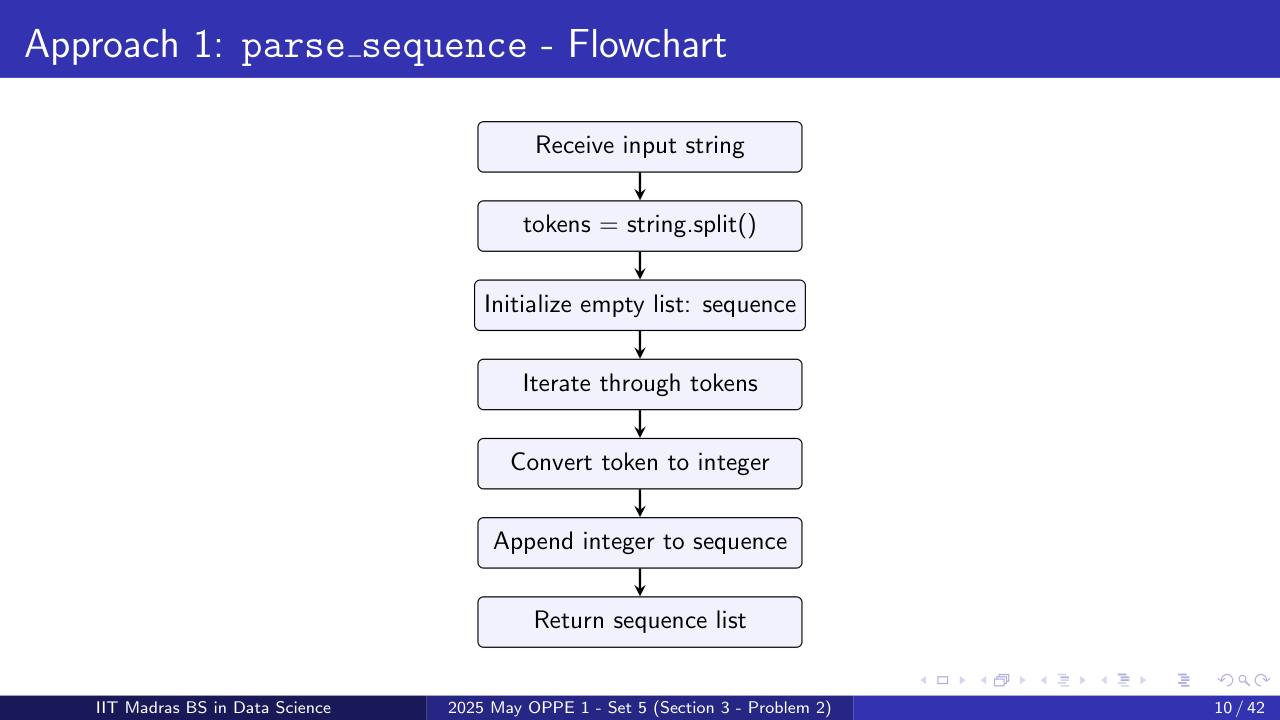 Approach 1: parse_sequence - Flowchart
Receive input string
tokens = string.split()
Initialize empty list: sequence
Iterate through tokens
Convert token to integer
Append integer to sequence
Return sequence list
IIT Madras BS in Data Science
2025 May OPPE 1 - Set 5 (Section 3 - Problem 2)
10 / 42